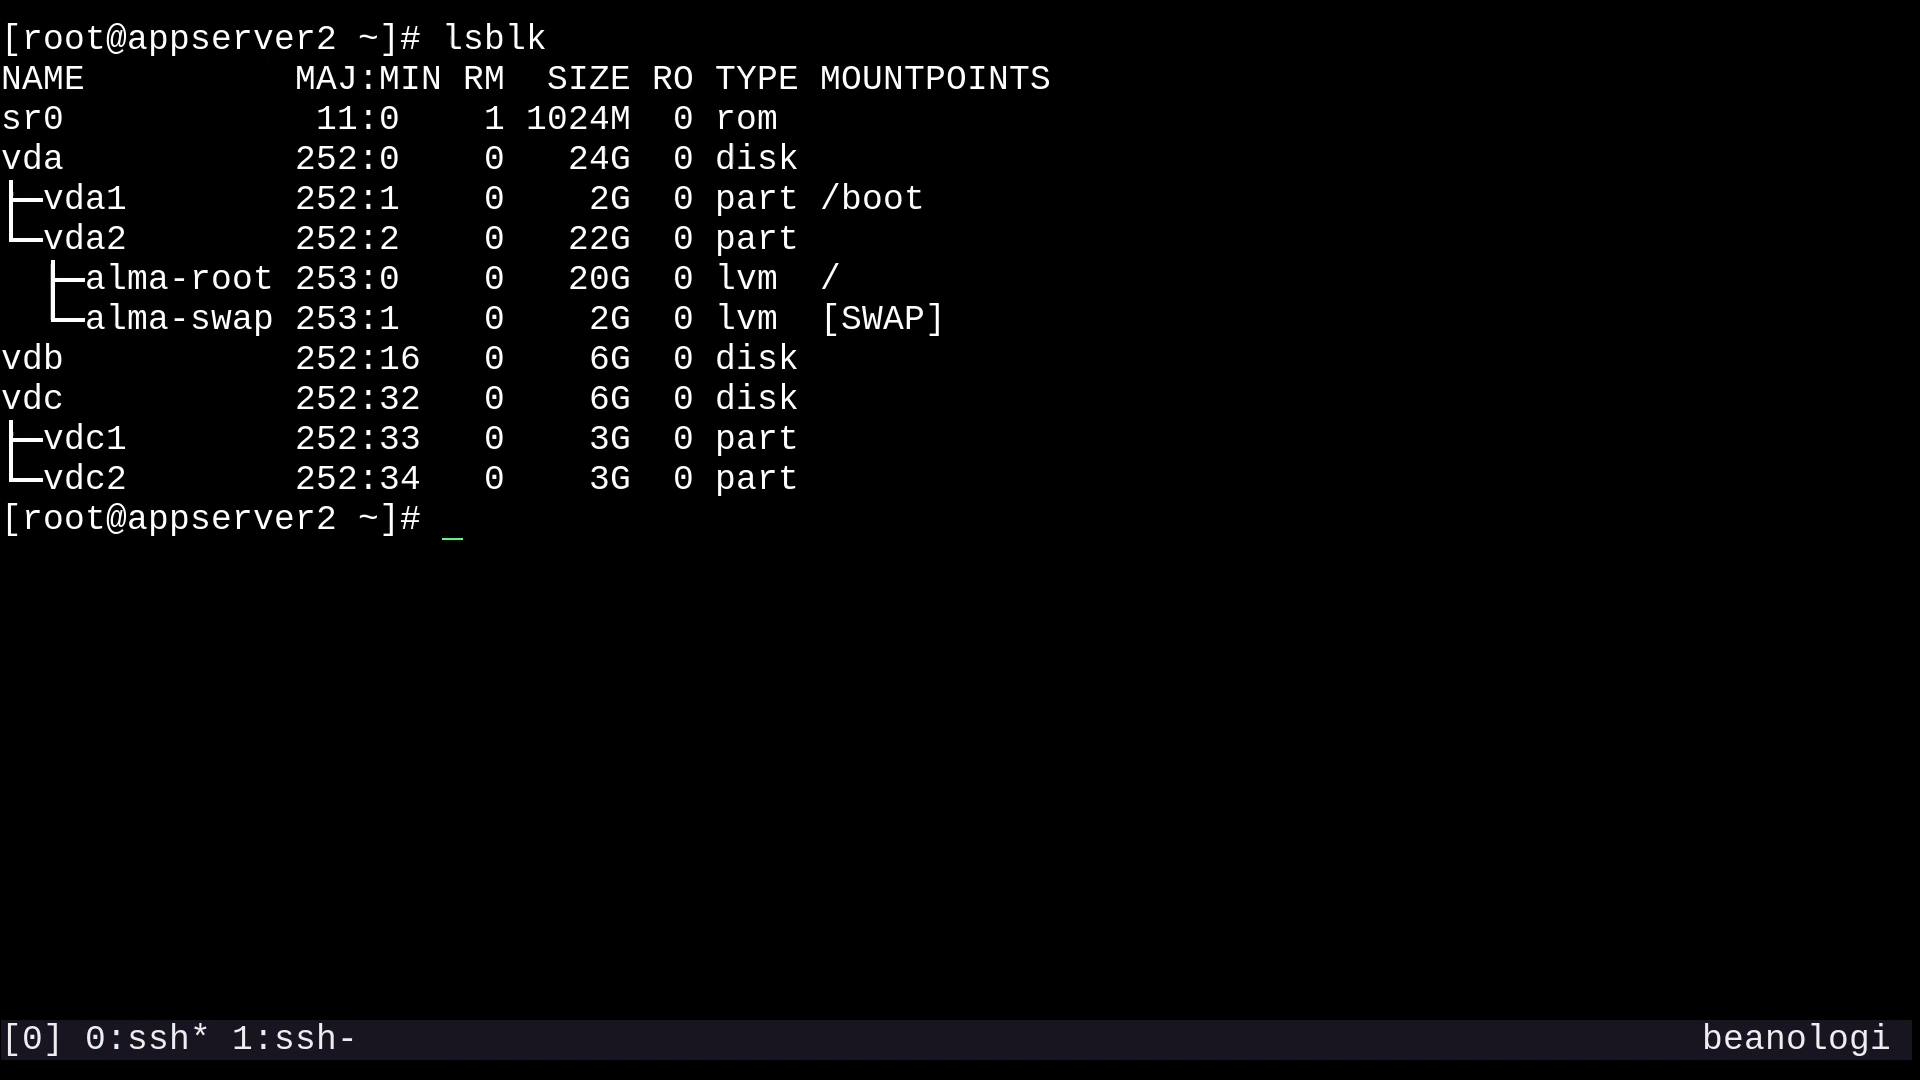 [root@appserver2 ~]# lsblk
NAME          MAJ:MIN RM  SIZE RO TYPE MOUNTPOINTS
sr0            11:0    1 1024M  0 rom
vda           252:0    0   24G  0 disk
├─vda1        252:1    0    2G  0 part /boot
└─vda2        252:2    0   22G  0 part
  ├─alma-root 253:0    0   20G  0 lvm  /
  └─alma-swap 253:1    0    2G  0 lvm  [SWAP]
vdb           252:16   0    6G  0 disk
vdc           252:32   0    6G  0 disk
├─vdc1        252:33   0    3G  0 part
└─vdc2        252:34   0    3G  0 part
[root@appserver2 ~]# _
[0] 0:ssh* 1:ssh- beanologi